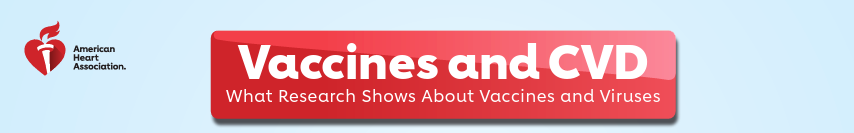 American
Heart
Association.
Vaccines and CVD
What Research Shows About Vaccines and Viruses